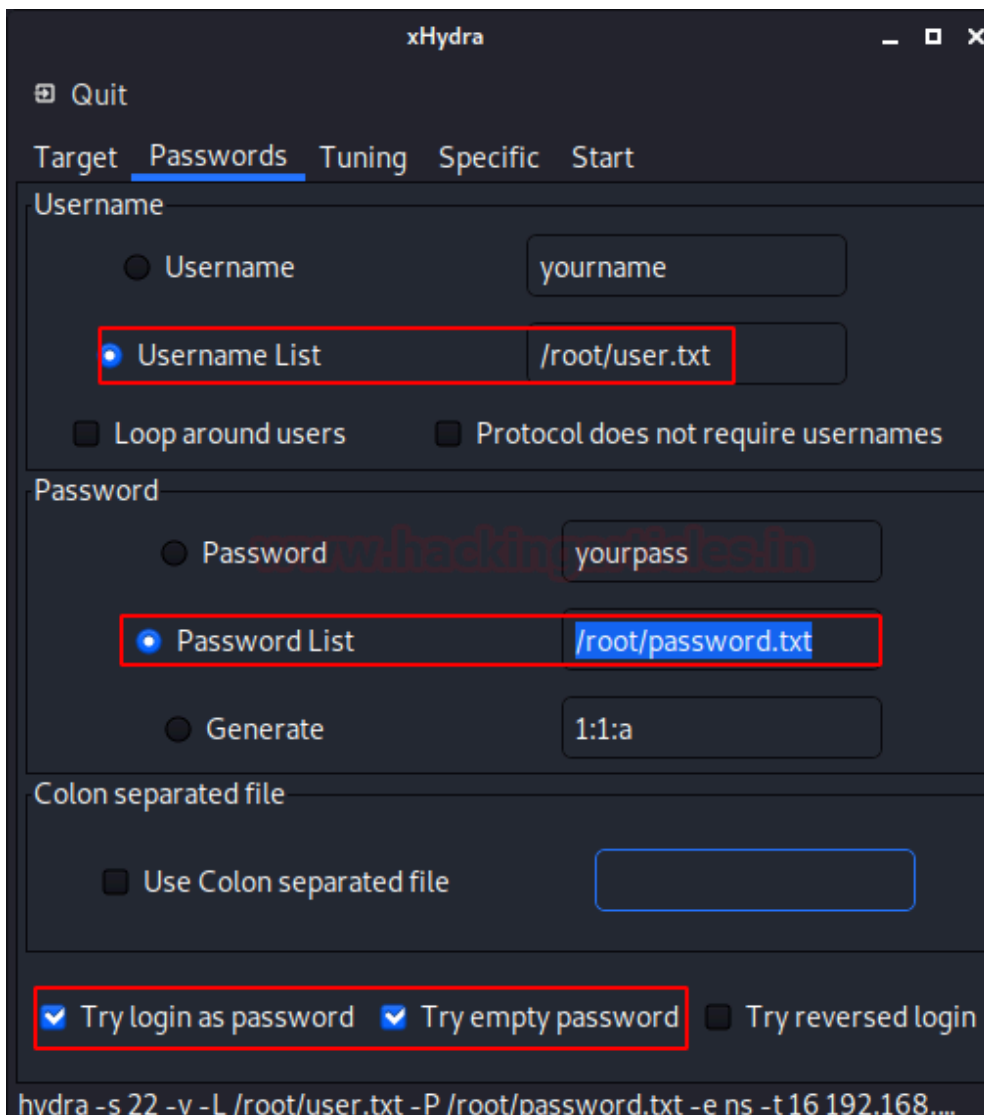 xHydra
Quit
Target Passwords Tuning Specific Start
Username
Username yourname
Username List /root/user.txt
Loop around users Protocol does not require usernames
Password
www.hackingarticles.in
Password yourpass
Password List /root/password.txt
Generate 1:1:a
Colon separated file
Use Colon separated file
Try login as password Try empty password Try reversed login
hydra -s 22 -v -L /root/user.txt -P /root/password.txt -e ns -t 16 192.168....